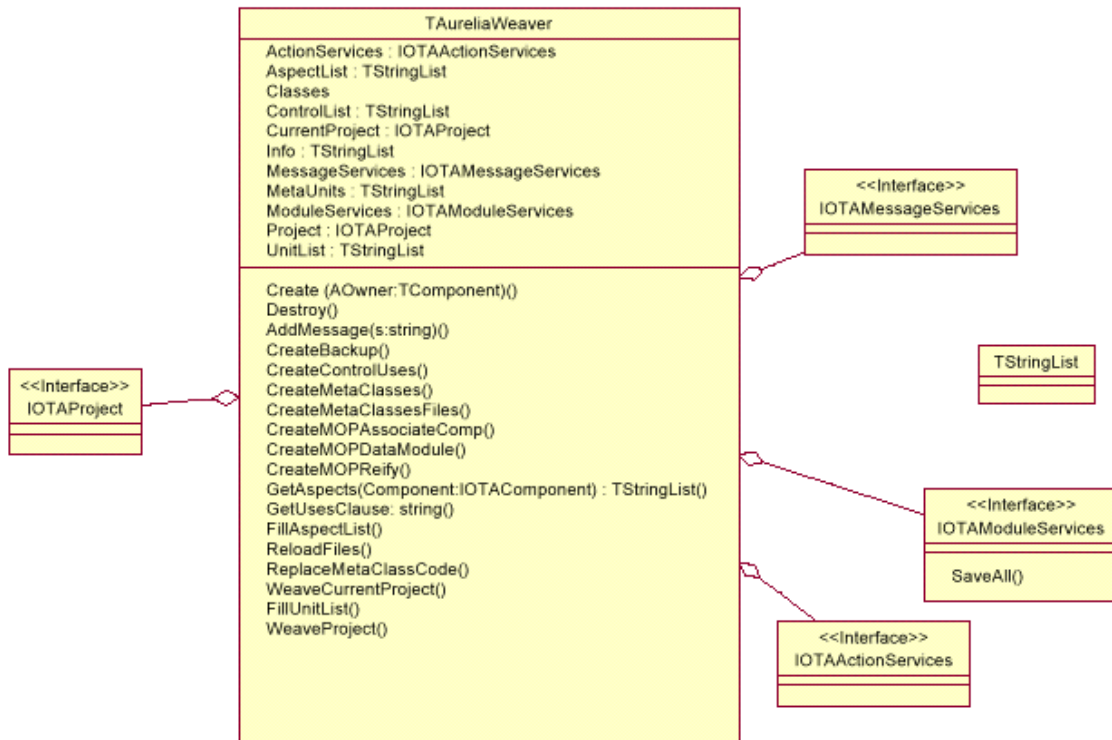 TAureliaWeaver
ActionServices : IOTAActionServices
AspectList : TStringList
Classes
ControlList : TStringList
CurrentProject : IOTAProject
Info : TStringList
MessageServices : IOTAMessageServices
MetaUnits : TStringList
ModuleServices : IOTAModuleServices
Project : IOTAProject
UnitList : TStringList
Create (AOwner:TComponent)()
Destroy()
AddMessage(s:string)()
CreateBackup()
CreateControlUses()
CreateMetaClasses()
CreateMetaClassesFiles()
CreateMOPAssociateComp()
CreateMOPDataModule()
CreateMOPReify()
GetAspects(Component:IOTAComponent) : TStringList()
GetUsesClause: string()
FillAspectList()
ReloadFiles()
ReplaceMetaClassCode()
WeaveCurrentProject()
FillUnitList()
WeaveProject()
<<Interface>>
IOTAProject
<<Interface>>
IOTAMessageServices
TStringList
<<Interface>>
IOTAModuleServices
SaveAll()
<<Interface>>
IOTAActionServices